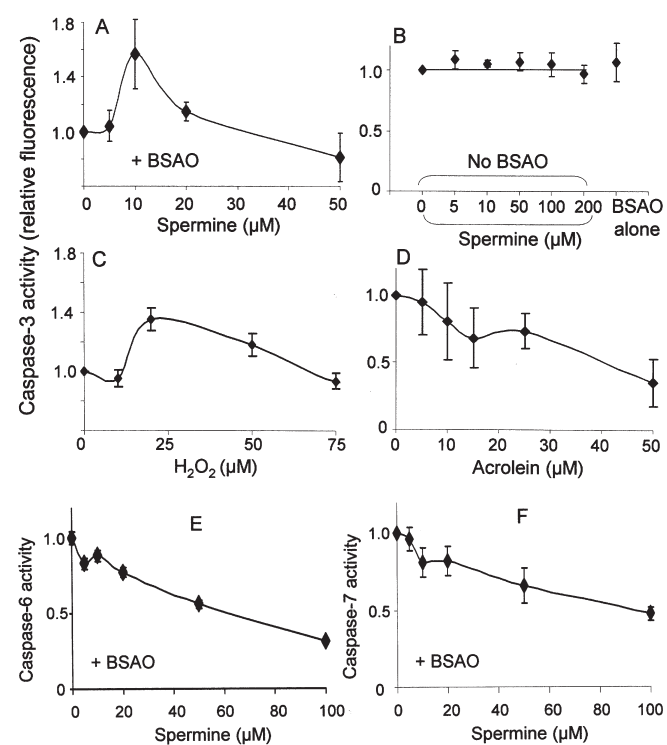 Caspase-3 activity (relative fluorescence)
A
1.8
1.4
1.0
+ BSAO
0 10 20 30 40 50
Spermine (µM)
B
1.0
0.5
0
No BSAO
0 5 10 50 100 200 BSAO
alone
Spermine (µM)
C
1.8
1.4
1.0
0 25 50 75
H₂O₂ (µM)
D
1.0
0.5
0
0 10 20 30 40 50
Acrolein (µM)
Caspase-6 activity
E
1.0
0.5
0
+ BSAO
0 20 40 60 80 100
Spermine (µM)
Caspase-7 activity
F
1.0
0.5
0
+ BSAO
0 20 40 60 80 100
Spermine (µM)